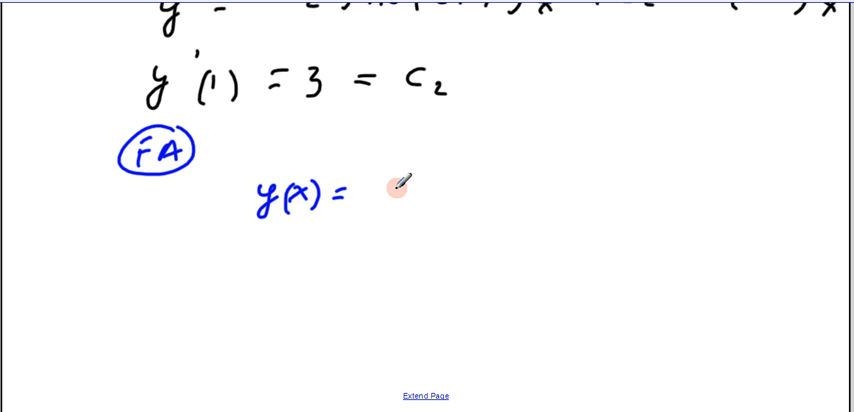 y' (1) = 3 = C₂
FA
y(x) =
Extend Page